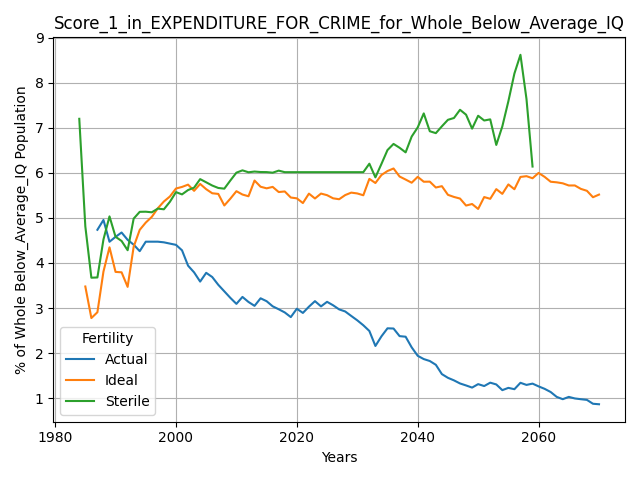 Score_1_in_EXPENDITURE_FOR_CRIME_for_Whole_Below_Average_IQ
% of Whole Below_Average_IQ Population
9
8
7
6
5
4
3
2
1
Fertility
Actual
Ideal
Sterile
1980
2000
2020
2040
2060
Years